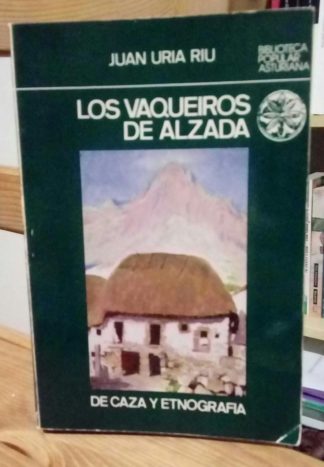 JUAN URIA RIU
BIBLIOTECA
POPULAR
ASTURIANA
LOS VAQUEIROS
DE ALZADA
DE CAZA Y ETNOGRAFIA